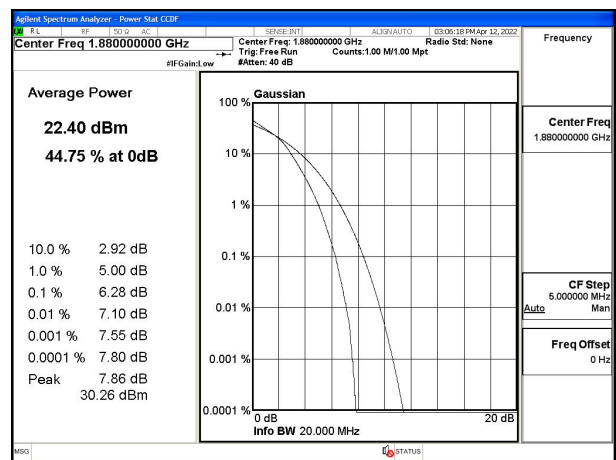 Agilent Spectrum Analyzer - Power Stat CCDF
RL RF 50 Ω AC SENSE:INT ALIGNAUTO 03:06:18 PM Apr 12, 2022
Center Freq 1.880000000 GHz
Center Freq: 1.880000000 GHz Radio Std: None
Trig: Free Run Counts:1.00 M/1.00 Mpt
#IFGain:Low #Atten: 40 dB
Frequency
Average Power
22.40 dBm
44.75 % at 0dB
10.0 % 2.92 dB
1.0 % 5.00 dB
0.1 % 6.28 dB
0.01 % 7.10 dB
0.001 % 7.55 dB
0.0001 % 7.80 dB
Peak 7.86 dB
30.26 dBm
Gaussian
100 %
10 %
1 %
0.1 %
0.01 %
0.001 %
0.0001 %
0 dB 20 dB
Info BW 20.000 MHz
Center Freq
1.880000000 GHz
CF Step
5.000000 MHz
Auto Man
Freq Offset
0 Hz
MSG STATUS